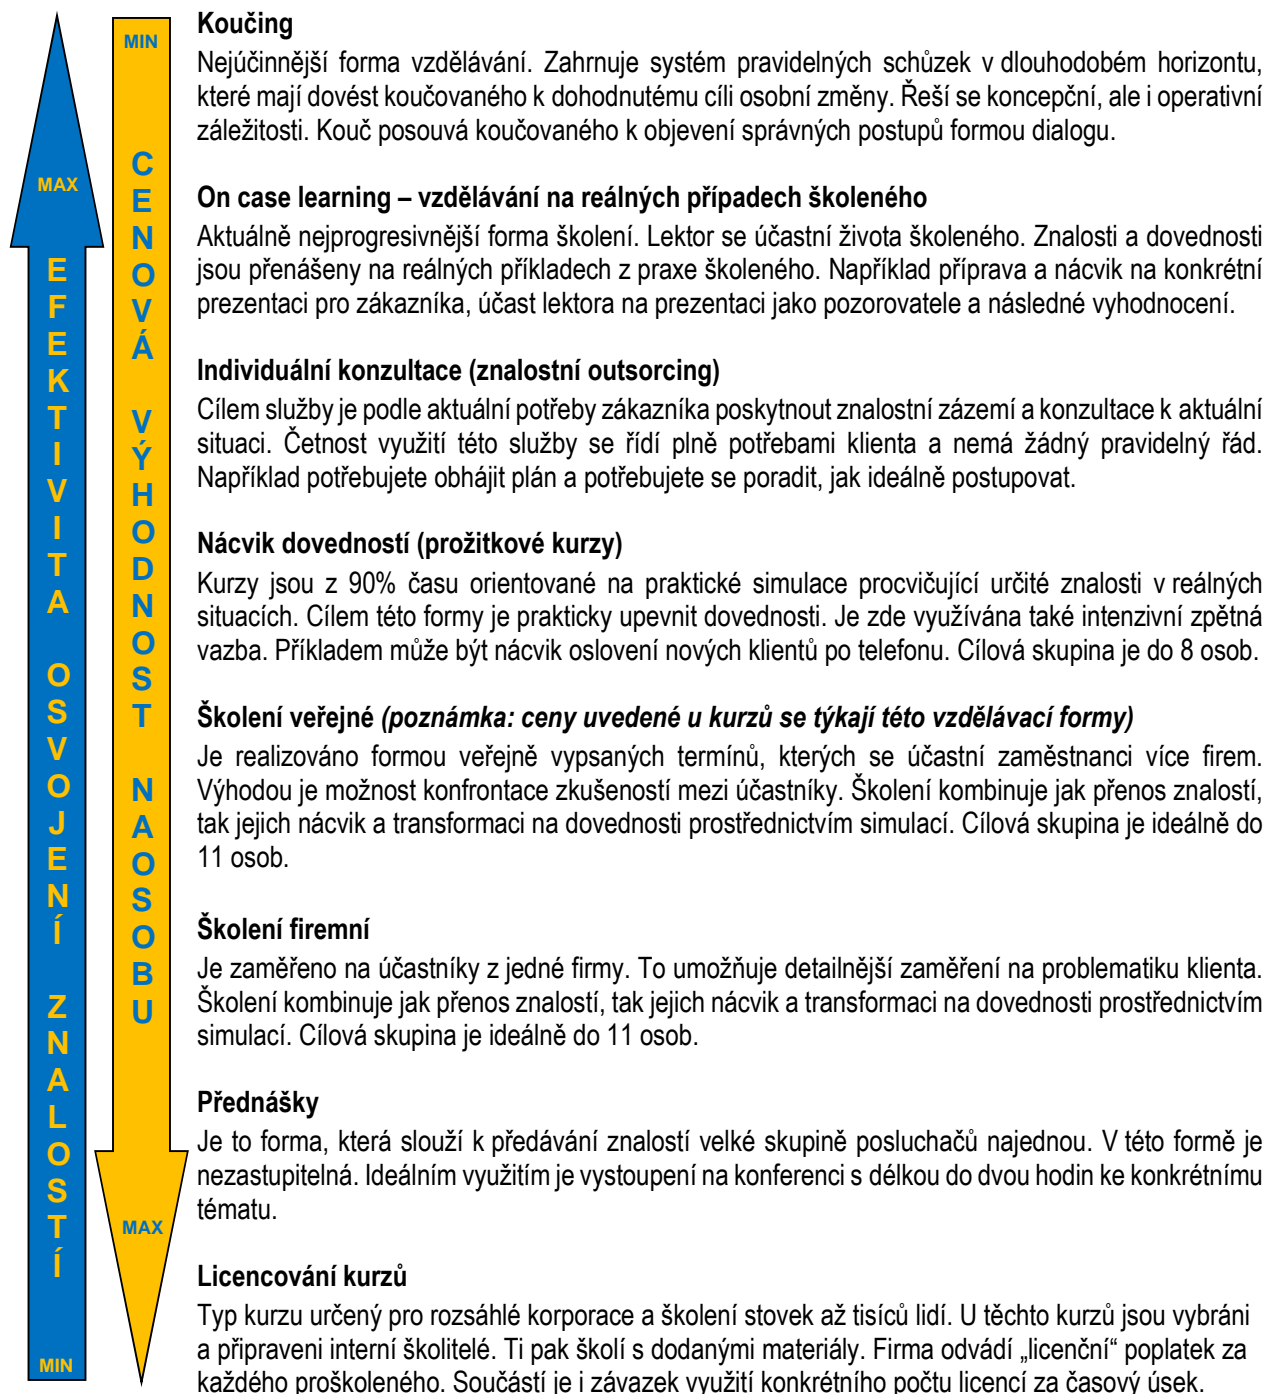 MAX
EFEKTIVITA OSVOJENÍ ZNALOSTÍ
MIN
MIN
CENOVÁ VÝHODNOST NA OSOBU
MAX
Koučing
Nejúčinnější forma vzdělávání. Zahrnuje systém pravidelných schůzek v dlouhodobém horizontu,
které mají dovést koučovaného k dohodnutému cíli osobní změny. Řeší se koncepční, ale i operativní
záležitosti. Kouč posouvá koučovaného k objevení správných postupů formou dialogu.
On case learning – vzdělávání na reálných případech školeného
Aktuálně nejprogresivnější forma školení. Lektor se účastní života školeného. Znalosti a dovednosti
jsou přenášeny na reálných příkladech z praxe školeného. Například příprava a nácvik na konkrétní
prezentaci pro zákazníka, účast lektora na prezentaci jako pozorovatele a následné vyhodnocení.
Individuální konzultace (znalostní outsorcing)
Cílem služby je podle aktuální potřeby zákazníka poskytnout znalostní zázemí a konzultace k aktuální
situaci. Četnost využití této služby se řídí plně potřebami klienta a nemá žádný pravidelný řád.
Například potřebujete obhájit plán a potřebujete se poradit, jak ideálně postupovat.
Nácvik dovedností (prožitkové kurzy)
Kurzy jsou z 90% času orientované na praktické simulace procvičující určité znalosti v reálných
situacích. Cílem této formy je prakticky upevnit dovednosti. Je zde využívána také intenzivní zpětná
vazba. Příkladem může být nácvik oslovení nových klientů po telefonu. Cílová skupina je do 8 osob.
Školení veřejné (poznámka: ceny uvedené u kurzů se týkají této vzdělávací formy)
Je realizováno formou veřejně vypsaných termínů, kterých se účastní zaměstnanci více firem.
Výhodou je možnost konfrontace zkušeností mezi účastníky. Školení kombinuje jak přenos znalostí,
tak jejich nácvik a transformaci na dovednosti prostřednictvím simulací. Cílová skupina je ideálně do
11 osob.
Školení firemní
Je zaměřeno na účastníky z jedné firmy. To umožňuje detailnější zaměření na problematiku klienta.
Školení kombinuje jak přenos znalostí, tak jejich nácvik a transformaci na dovednosti prostřednictvím
simulací. Cílová skupina je ideálně do 11 osob.
Přednášky
Je to forma, která slouží k předávání znalostí velké skupině posluchačů najednou. V této formě je
nezastupitelná. Ideálním využitím je vystoupení na konferenci s délkou do dvou hodin ke konkrétnímu
tématu.
Licencování kurzů
Typ kurzu určený pro rozsáhlé korporace a školení stovek až tisíců lidí. U těchto kurzů jsou vybráni
a připraveni interní školitelé. Ti pak školí s dodanými materiály. Firma odvádí „licenční“ poplatek za
každého proškoleného. Součástí je i závazek využití konkrétního počtu licencí za časový úsek.